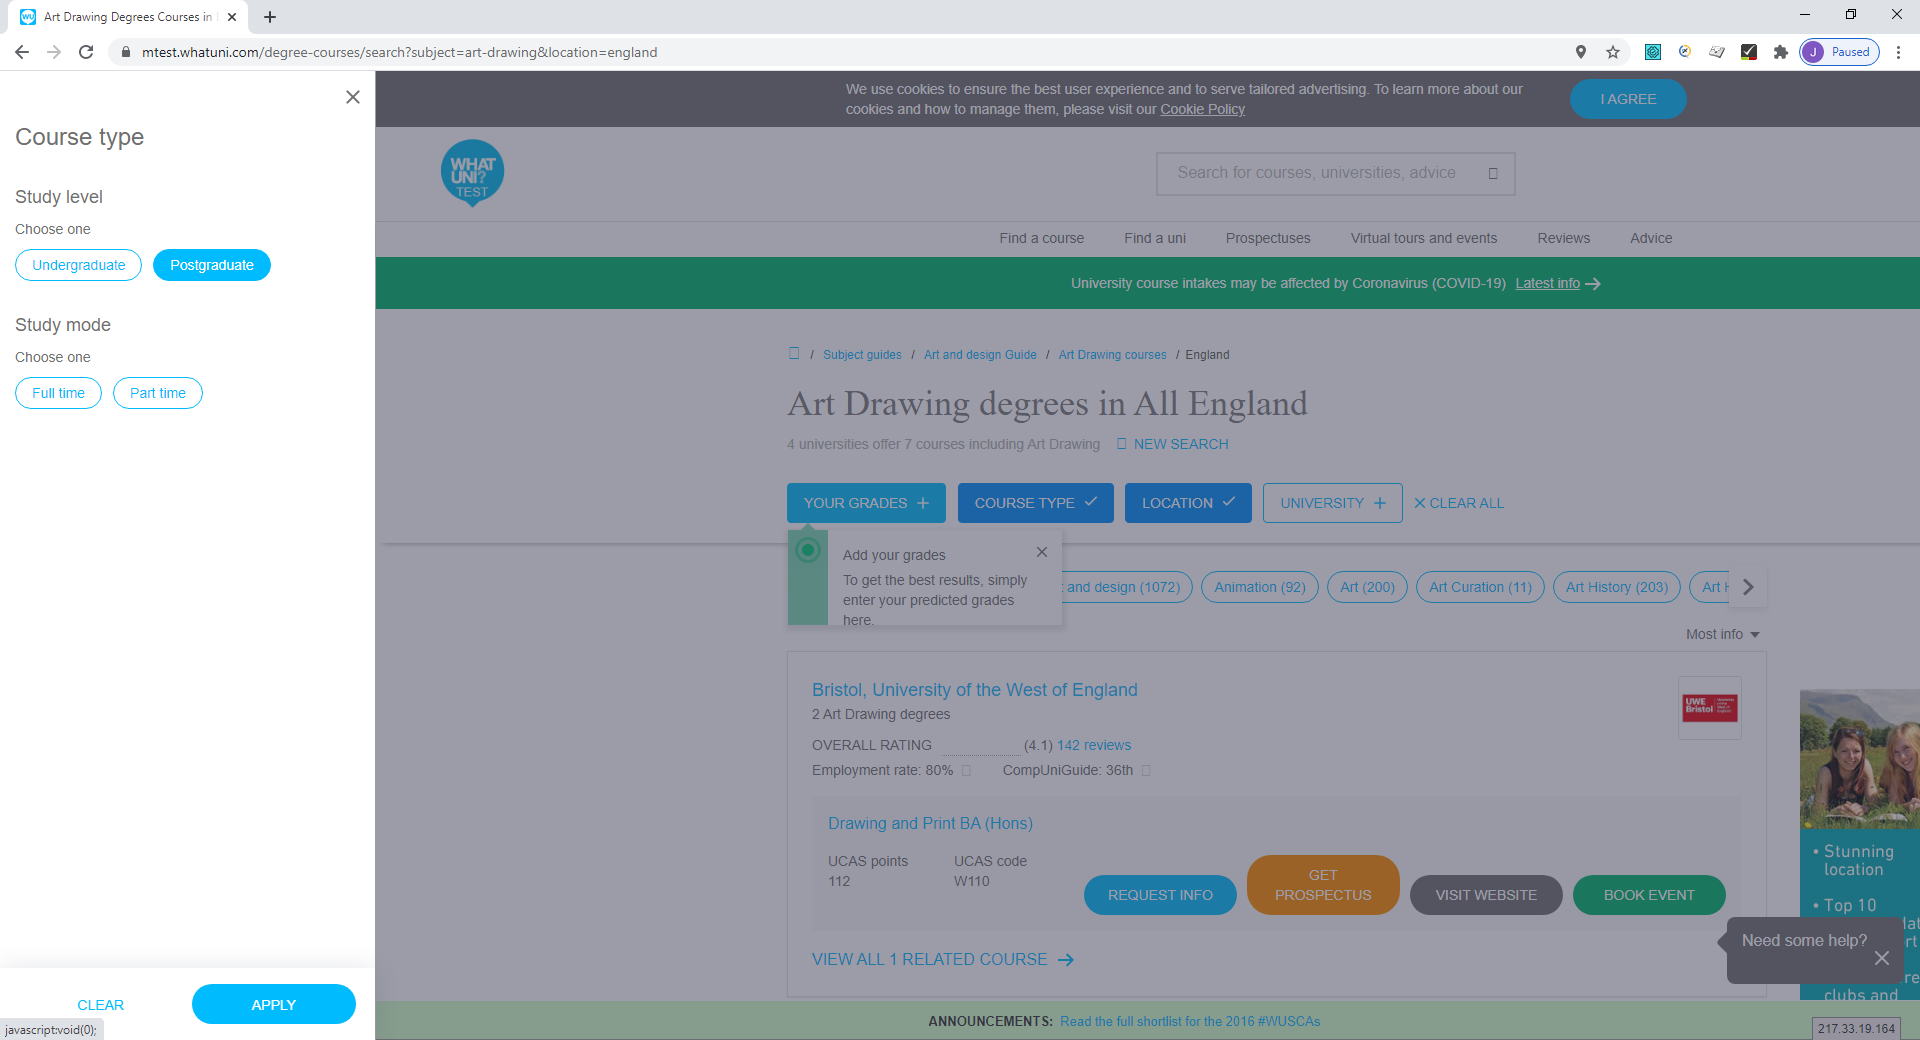 Art Drawing Degrees Courses in
mtest.whatuni.com/degree-courses/search?subject=art-drawing&location=england
J Paused
Course type
Study level
Choose one
Undergraduate
Postgraduate
Study mode
Choose one
Full time
Part time
CLEAR
APPLY
javascript:void(0);
We use cookies to ensure the best user experience and to serve tailored advertising. To learn more about our
cookies and how to manage them, please visit our Cookie Policy
I AGREE
WHAT
UNI?
TEST
Search for courses, universities, advice
Find a course
Find a uni
Prospectuses
Virtual tours and events
Reviews
Advice
University course intakes may be affected by Coronavirus (COVID-19) Latest info
/ Subject guides / Art and design Guide / Art Drawing courses / England
Art Drawing degrees in All England
4 universities offer 7 courses including Art Drawing
NEW SEARCH
YOUR GRADES
COURSE TYPE
LOCATION
UNIVERSITY
CLEAR ALL
Add your grades
To get the best results, simply
enter your predicted grades
here.
and design (1072)
Animation (92)
Art (200)
Art Curation (11)
Art History (203)
Art H
Most info
Bristol, University of the West of England
2 Art Drawing degrees
UWE
Bristol
OVERALL RATING (4.1) 142 reviews
Employment rate: 80%
CompUniGuide: 36th
Drawing and Print BA (Hons)
UCAS points
112
UCAS code
W110
REQUEST INFO
GET
PROSPECTUS
VISIT WEBSITE
BOOK EVENT
VIEW ALL 1 RELATED COURSE
• Stunning
location
• Top 10
clubs and
Need some help?
ANNOUNCEMENTS: Read the full shortlist for the 2016 #WUSCAs
217.33.19.164